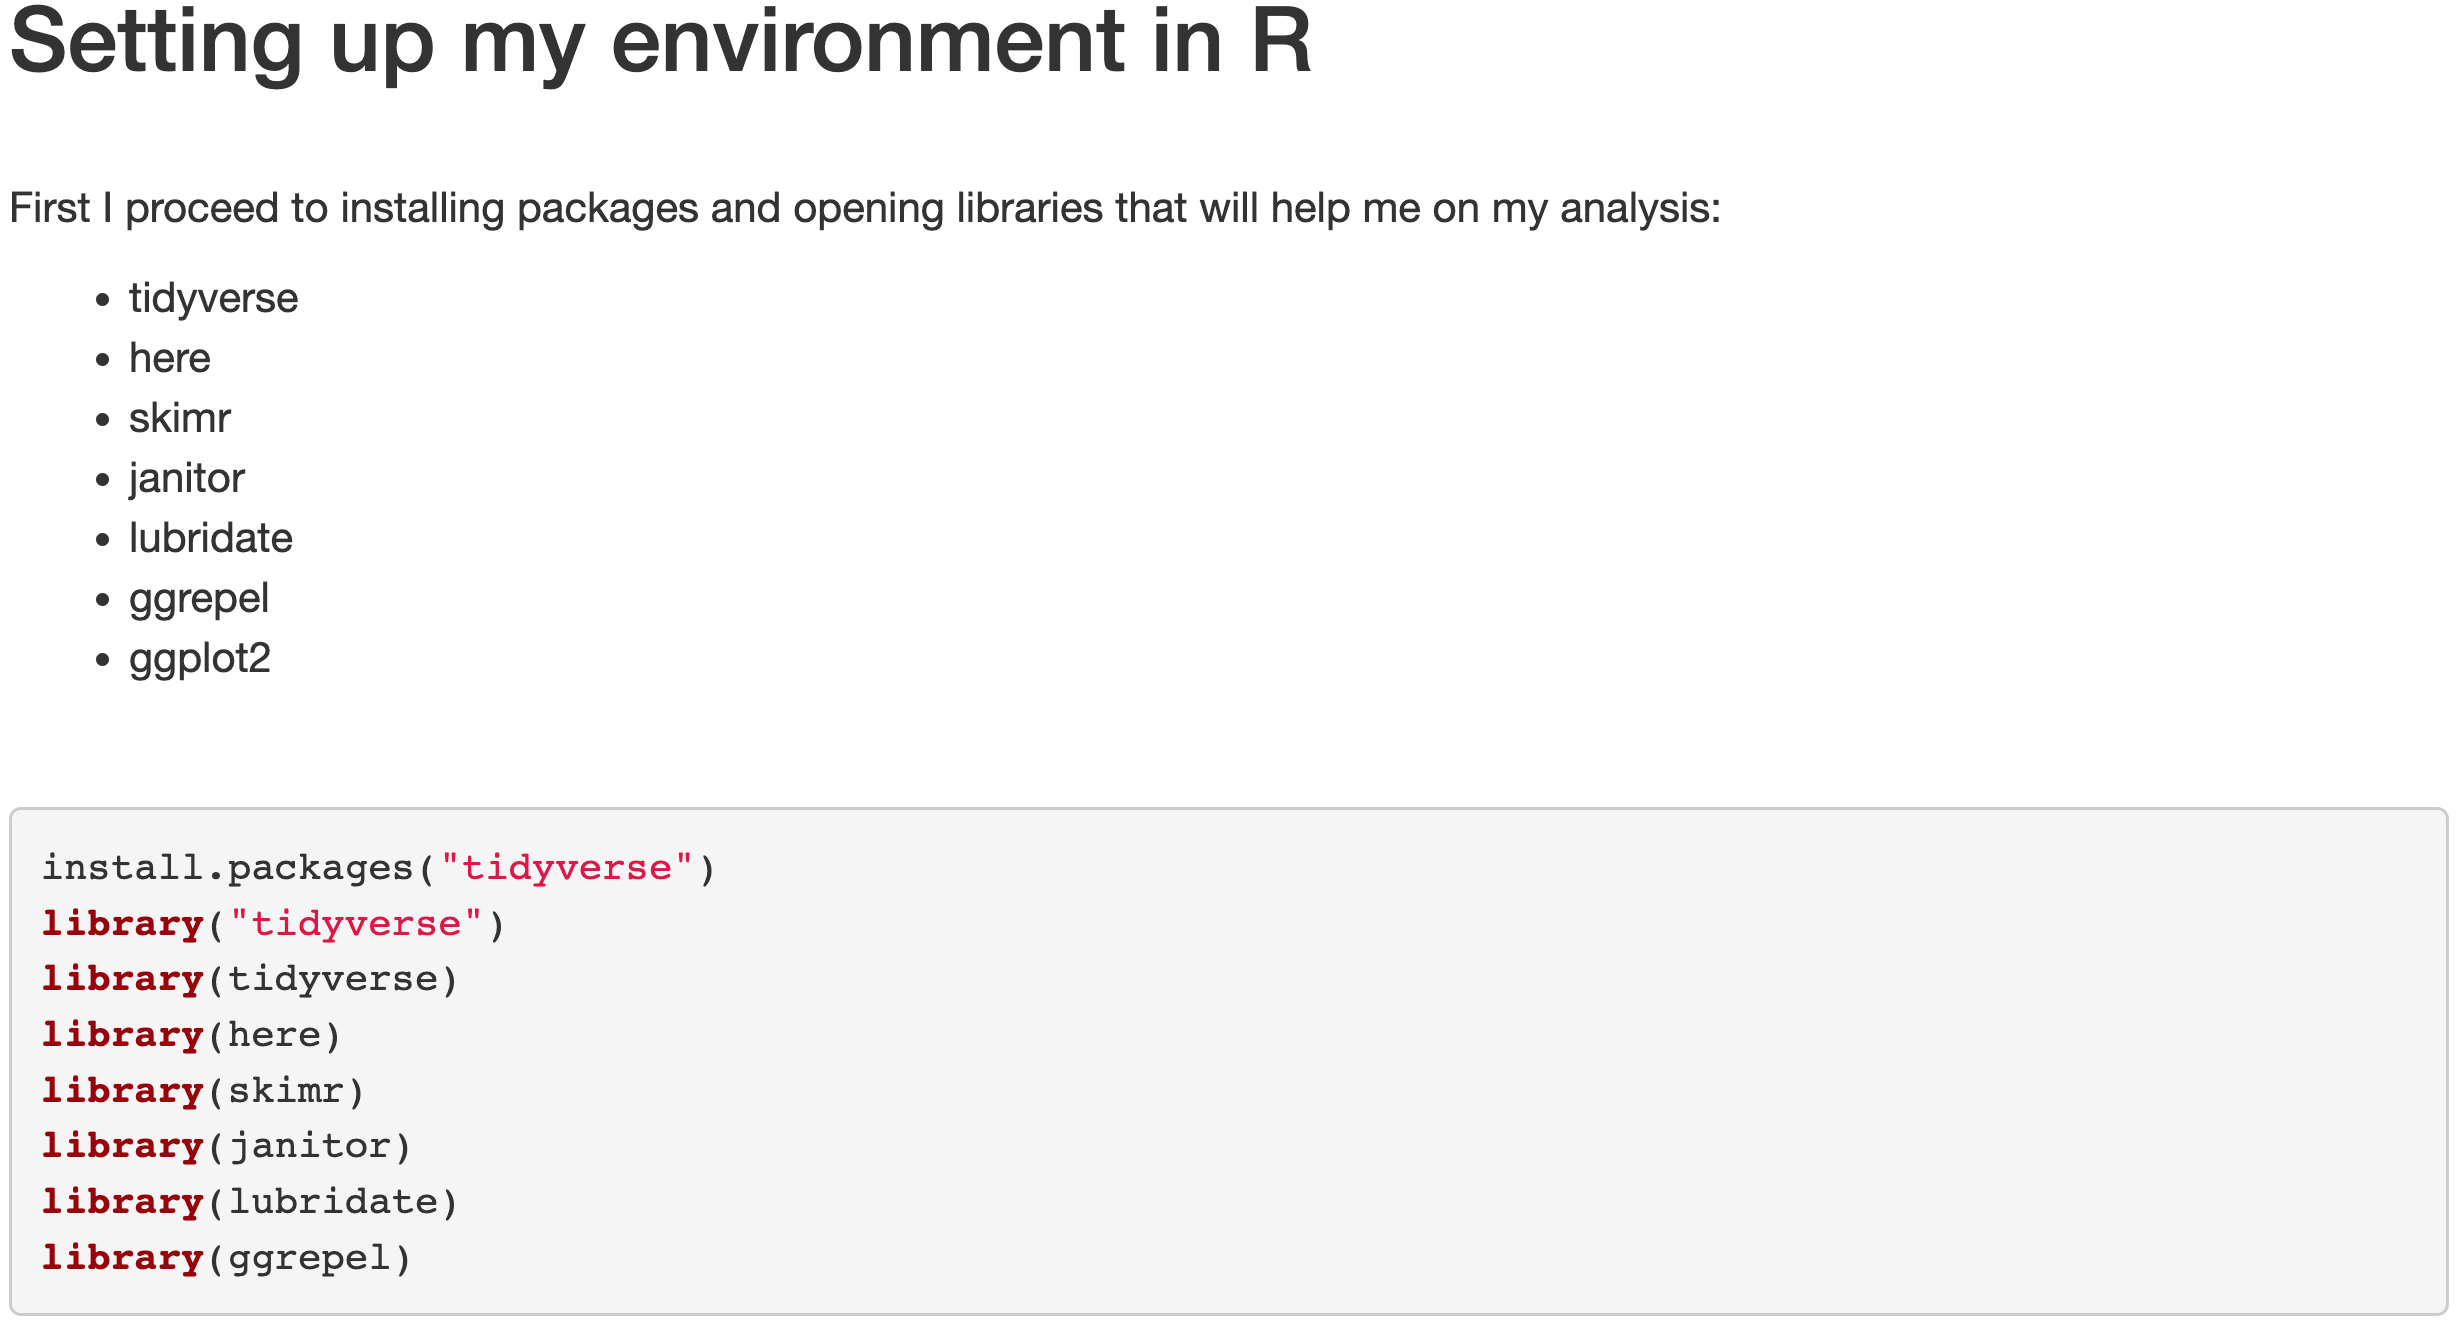 Setting up my environment in R
First I proceed to installing packages and opening libraries that will help me on my analysis:
• tidyverse
• here
• skimr
• janitor
• lubridate
• ggrepel
• ggplot2
install.packages("tidyverse")
library("tidyverse")
library(tidyverse)
library(here)
library(skimr)
library(janitor)
library(lubridate)
library(ggrepel)